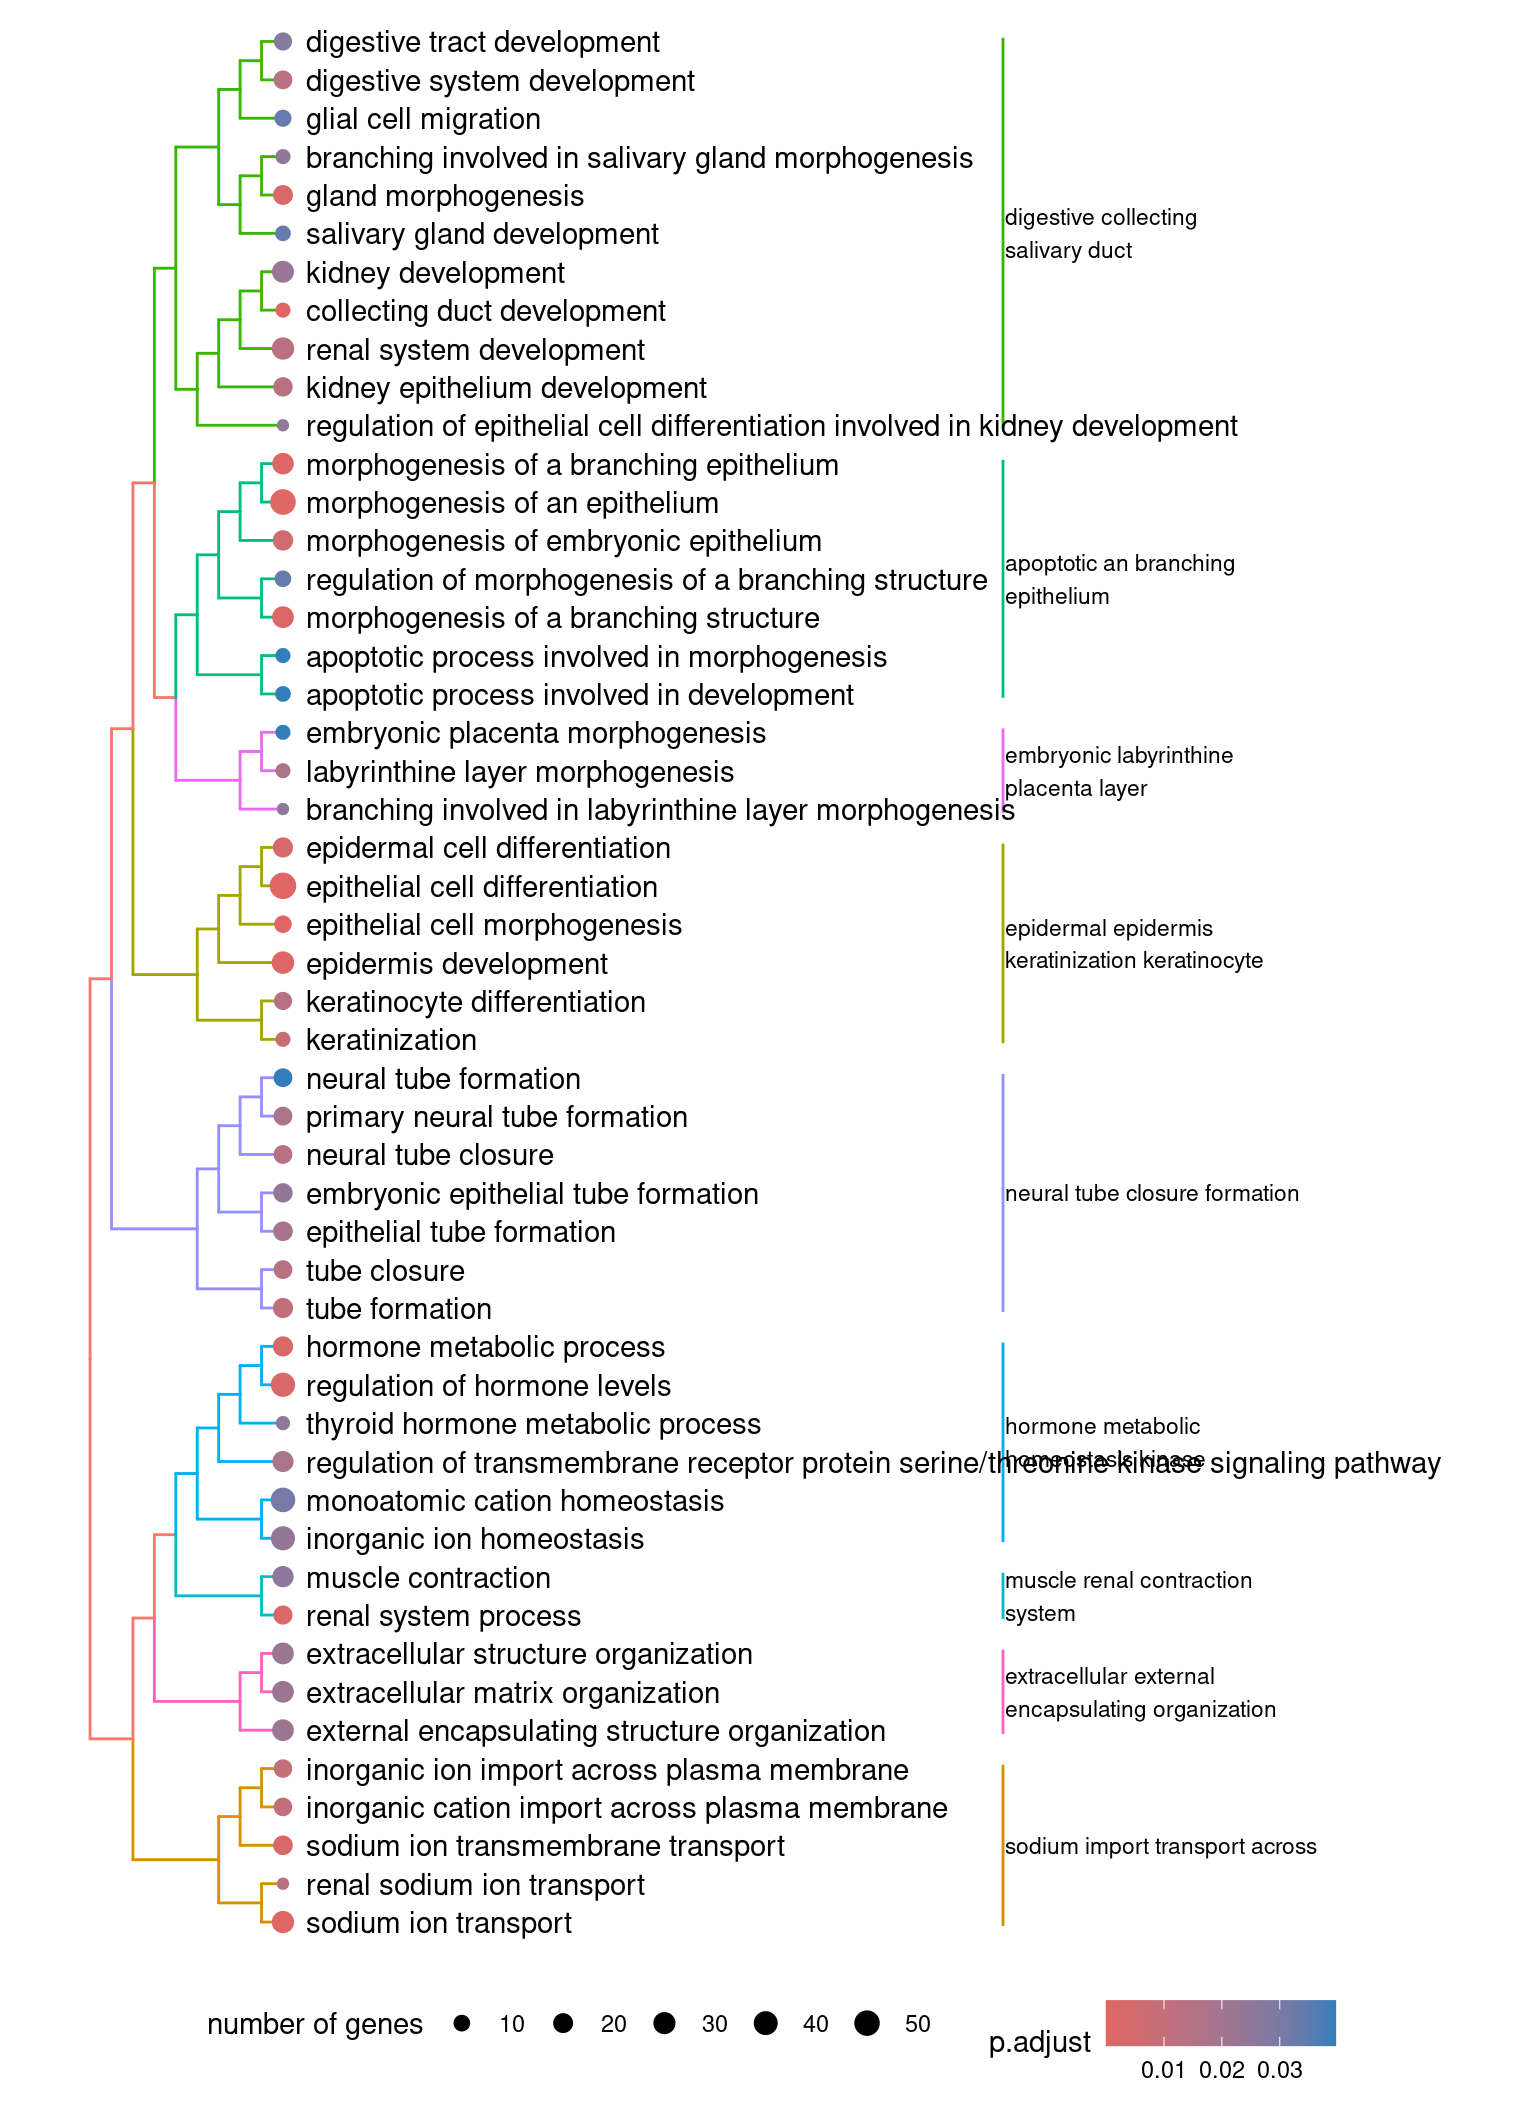 digestive tract development
digestive system development
glial cell migration
branching involved in salivary gland morphogenesis
gland morphogenesis
salivary gland development
kidney development
collecting duct development
renal system development
kidney epithelium development
regulation of epithelial cell differentiation involved in kidney development
morphogenesis of a branching epithelium
morphogenesis of an epithelium
morphogenesis of embryonic epithelium
regulation of morphogenesis of a branching structure
morphogenesis of a branching structure
apoptotic process involved in morphogenesis
apoptotic process involved in development
embryonic placenta morphogenesis
labyrinthine layer morphogenesis
branching involved in labyrinthine layer morphogenesis
epidermal cell differentiation
epithelial cell differentiation
epithelial cell morphogenesis
epidermis development
keratinocyte differentiation
keratinization
neural tube formation
primary neural tube formation
neural tube closure
embryonic epithelial tube formation
epithelial tube formation
tube closure
tube formation
hormone metabolic process
regulation of hormone levels
thyroid hormone metabolic process
regulation of transmembrane receptor protein serine/threonine kinase signaling pathway
monoatomic cation homeostasis
inorganic ion homeostasis
muscle contraction
renal system process
extracellular structure organization
extracellular matrix organization
external encapsulating structure organization
inorganic ion import across plasma membrane
inorganic cation import across plasma membrane
sodium ion transmembrane transport
renal sodium ion transport
sodium ion transport
digestive collecting
salivary duct
apoptotic an branching
epithelium
embryonic labyrinthine
placenta layer
epidermal epidermis
keratinization keratinocyte
neural tube closure formation
hormone metabolic
homeostasis kinase
muscle renal contraction
system
extracellular external
encapsulating organization
sodium import transport across
number of genes 10 20 30 40 50
p.adjust
0.01 0.02 0.03